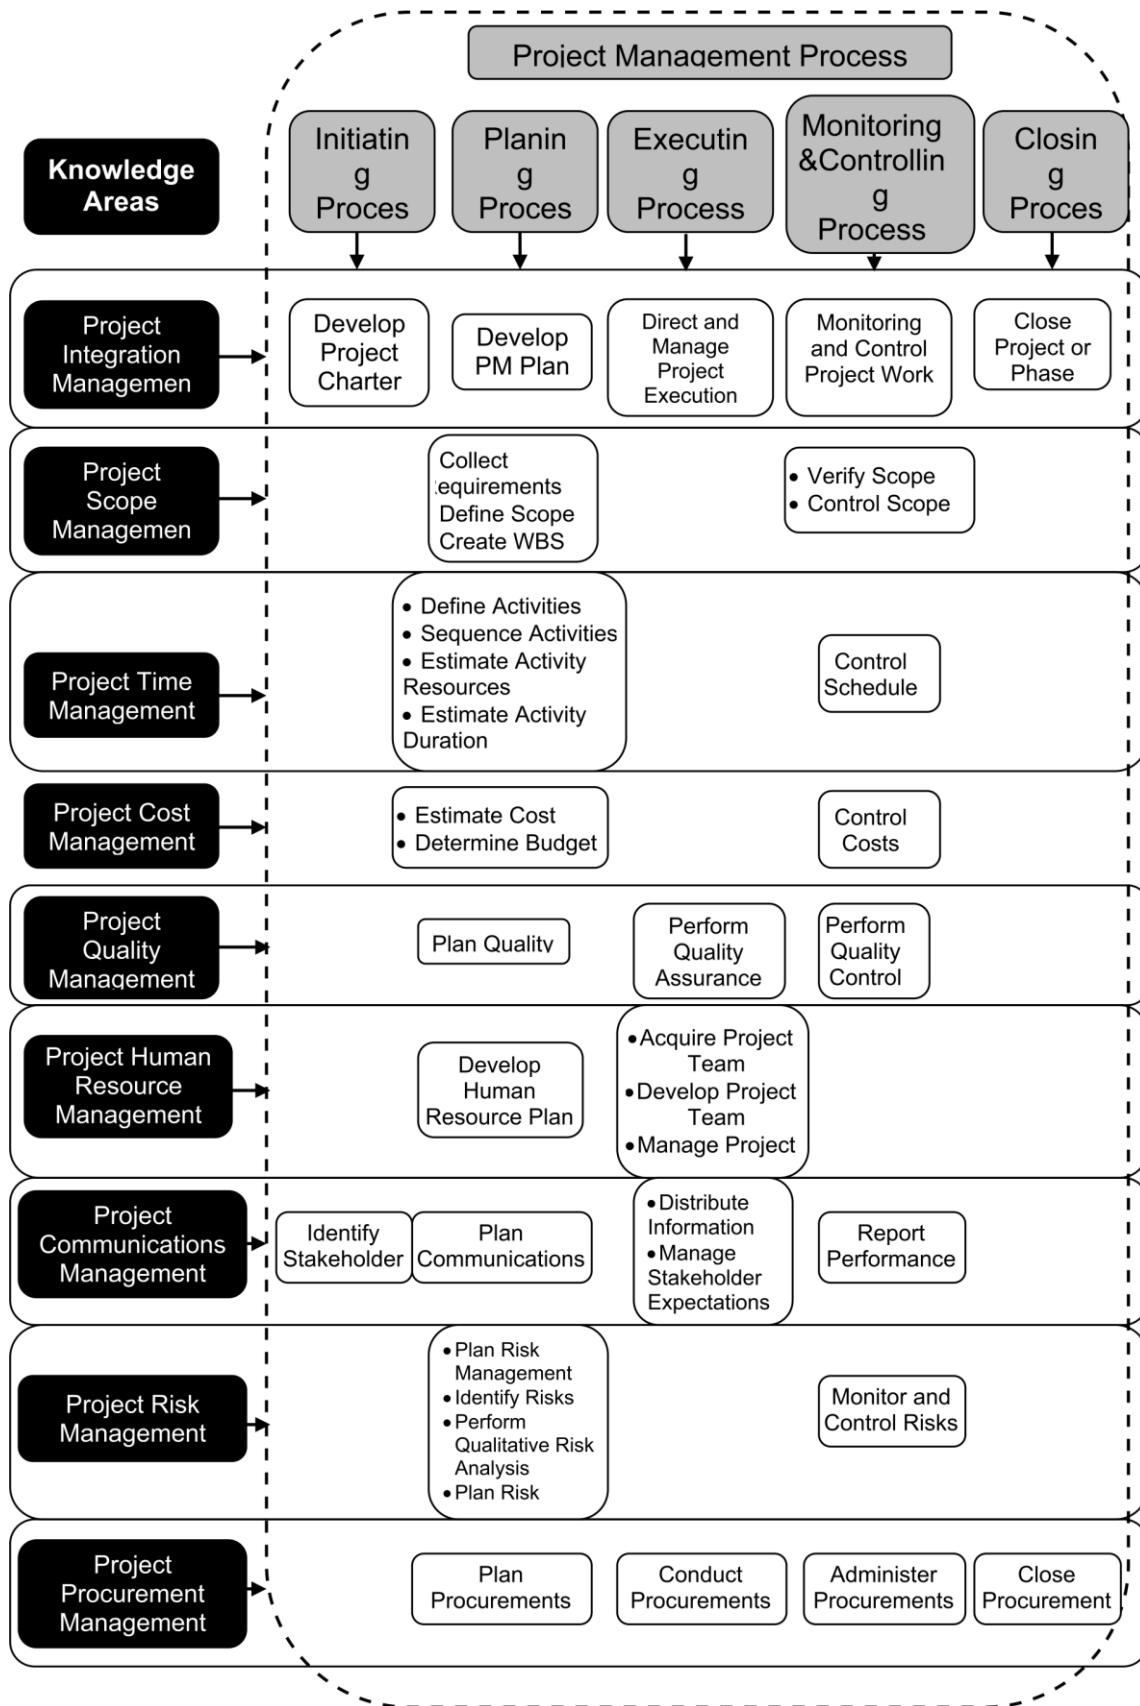 Project Management Process
Knowledge
Areas
Initiatin
g
Proces
Planin
g
Proces
Executin
g
Process
Monitoring
&Controllin
g
Process
Closin
g
Proces
Project
Integration
Managemen
Develop
Project
Charter
Develop
PM Plan
Direct and
Manage
Project
Execution
Monitoring
and Control
Project Work
Close
Project or
Phase
Project
Scope
Managemen
Collect
equirements
Define Scope
Create WBS
• Verify Scope
• Control Scope
Project Time
Management
• Define Activities
• Sequence Activities
• Estimate Activity
Resources
• Estimate Activity
Duration
Control
Schedule
Project Cost
Management
• Estimate Cost
• Determine Budget
Control
Costs
Project
Quality
Management
Plan Quality
Perform
Quality
Assurance
Perform
Quality
Control
Project Human
Resource
Management
Develop
Human
Resource Plan
• Acquire Project
Team
• Develop Project
Team
• Manage Project
Project
Communications
Management
Identify
Stakeholder
Plan
Communications
• Distribute
Information
• Manage
Stakeholder
Expectations
Report
Performance
Project Risk
Management
• Plan Risk
Management
• Identify Risks
• Perform
Qualitative Risk
Analysis
• Plan Risk
Monitor and
Control Risks
Project
Procurement
Management
Plan
Procurements
Conduct
Procurements
Administer
Procurements
Close
Procurement